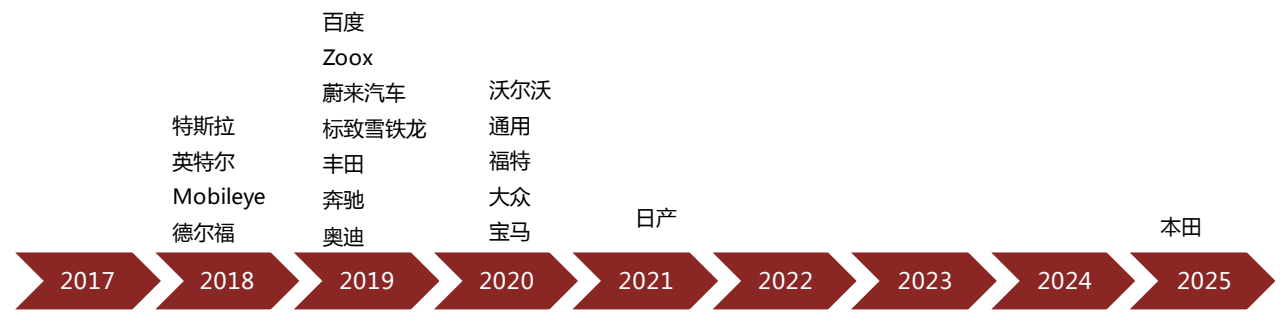 百度
Zoox
蔚来汽车
标致雪铁龙
丰田
奔驰
奥迪
特斯拉
英特尔
Mobileye
德尔福
沃尔沃
通用
福特
大众
宝马
日产
本田
2017 2018 2019 2020 2021 2022 2023 2024 2025